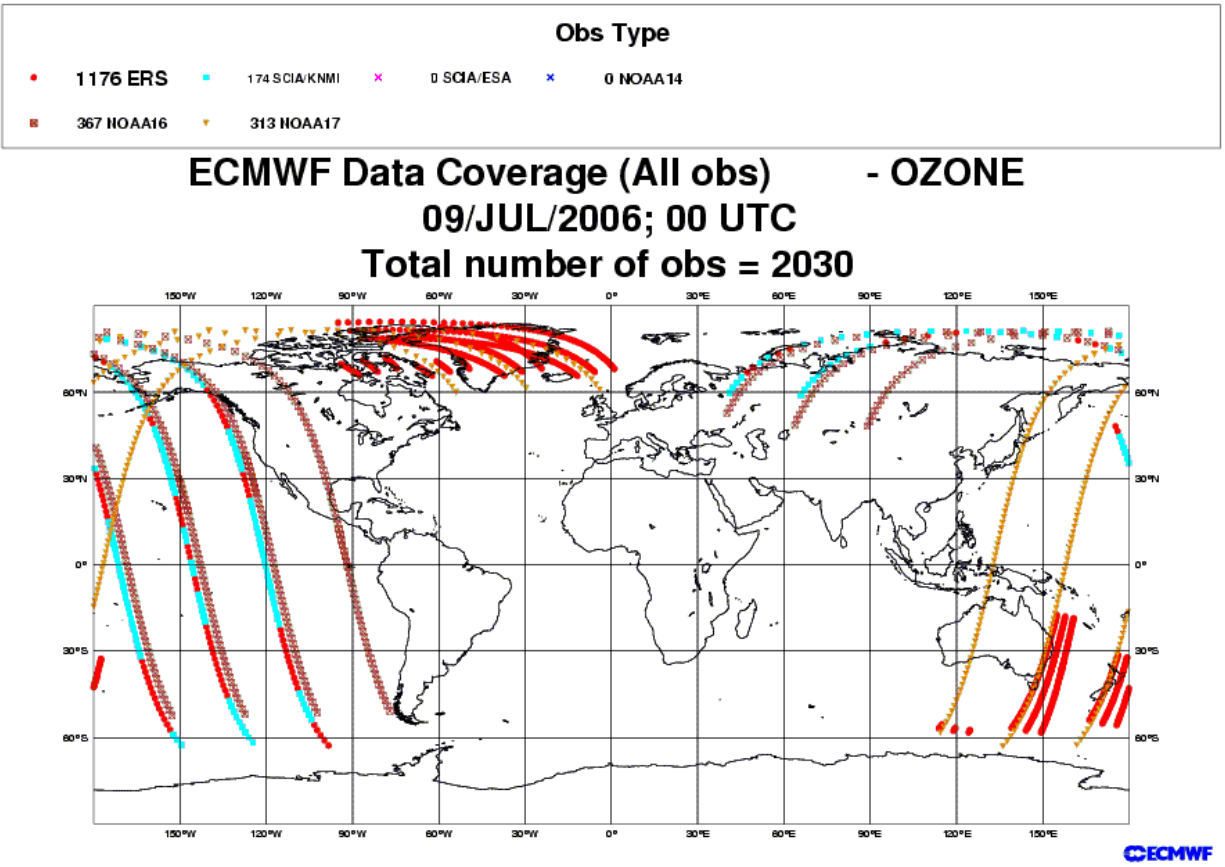 Obs Type
1176 ERS 174 SCIA/KNMI 0 SCIA/ESA 0 NOAA14
367 NOAA16 313 NOAA17
ECMWF Data Coverage (All obs) - OZONE
09/JUL/2006; 00 UTC
Total number of obs = 2030
150°W 120°W 90°W 60°W 30°W 0° 30°E 60°E 90°E 120°E 150°E
60°N 60°N
30°N 30°N
0° 0°
30°S 30°S
60°S 60°S
150°W 120°W 90°W 60°W 30°W 0° 30°E 60°E 90°E 120°E 150°E
ECMWF